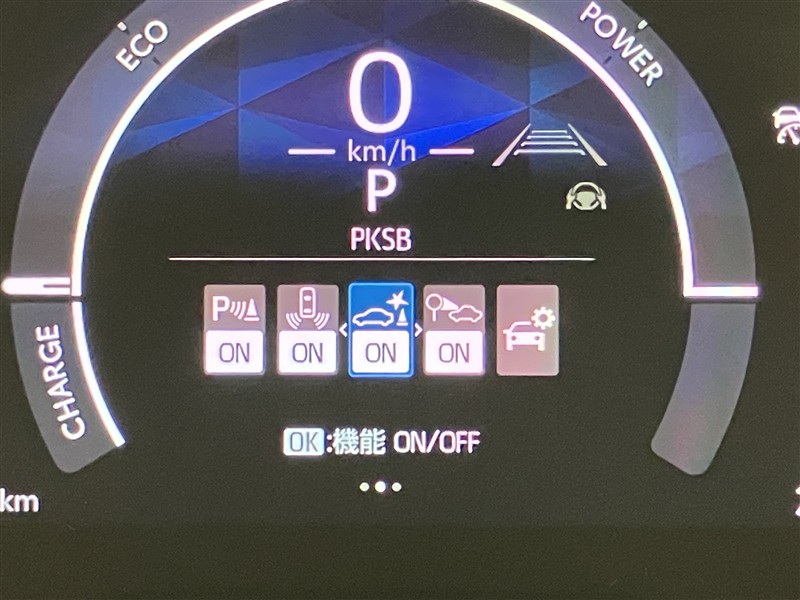 ECO
POWER
0
km/h
P
PKSB
P
ON
ON
ON
ON
CHARGE
OK:機能 ON/OFF
km